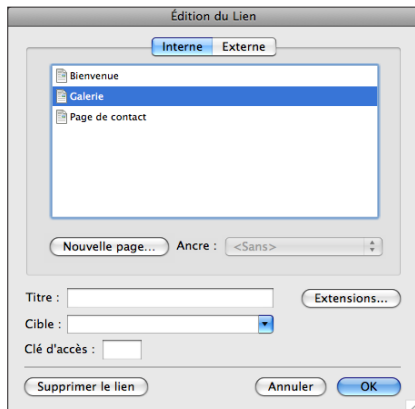 Édition du Lien
Interne Externe
Bienvenue
Galerie
Page de contact
Nouvelle page... Ancre : <Sans>
Titre : Extensions...
Cible :
Clé d'accès :
Supprimer le lien Annuler OK